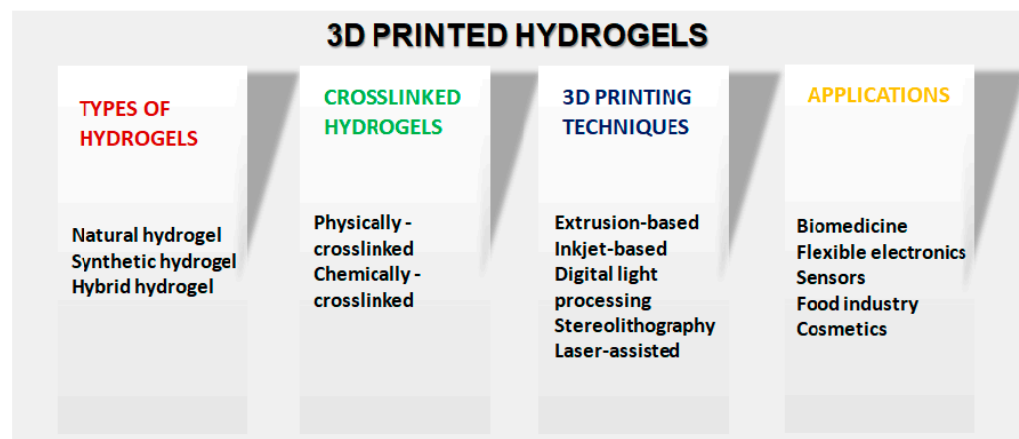 3D PRINTED HYDROGELS
TYPES OF
HYDROGELS
Natural hydrogel
Synthetic hydrogel
Hybrid hydrogel
CROSSLINKED
HYDROGELS
Physically -
crosslinked
Chemically -
crosslinked
3D PRINTING
TECHNIQUES
Extrusion-based
Inkjet-based
Digital light
processing
Stereolithography
Laser-assisted
APPLICATIONS
Biomedicine
Flexible electronics
Sensors
Food industry
Cosmetics